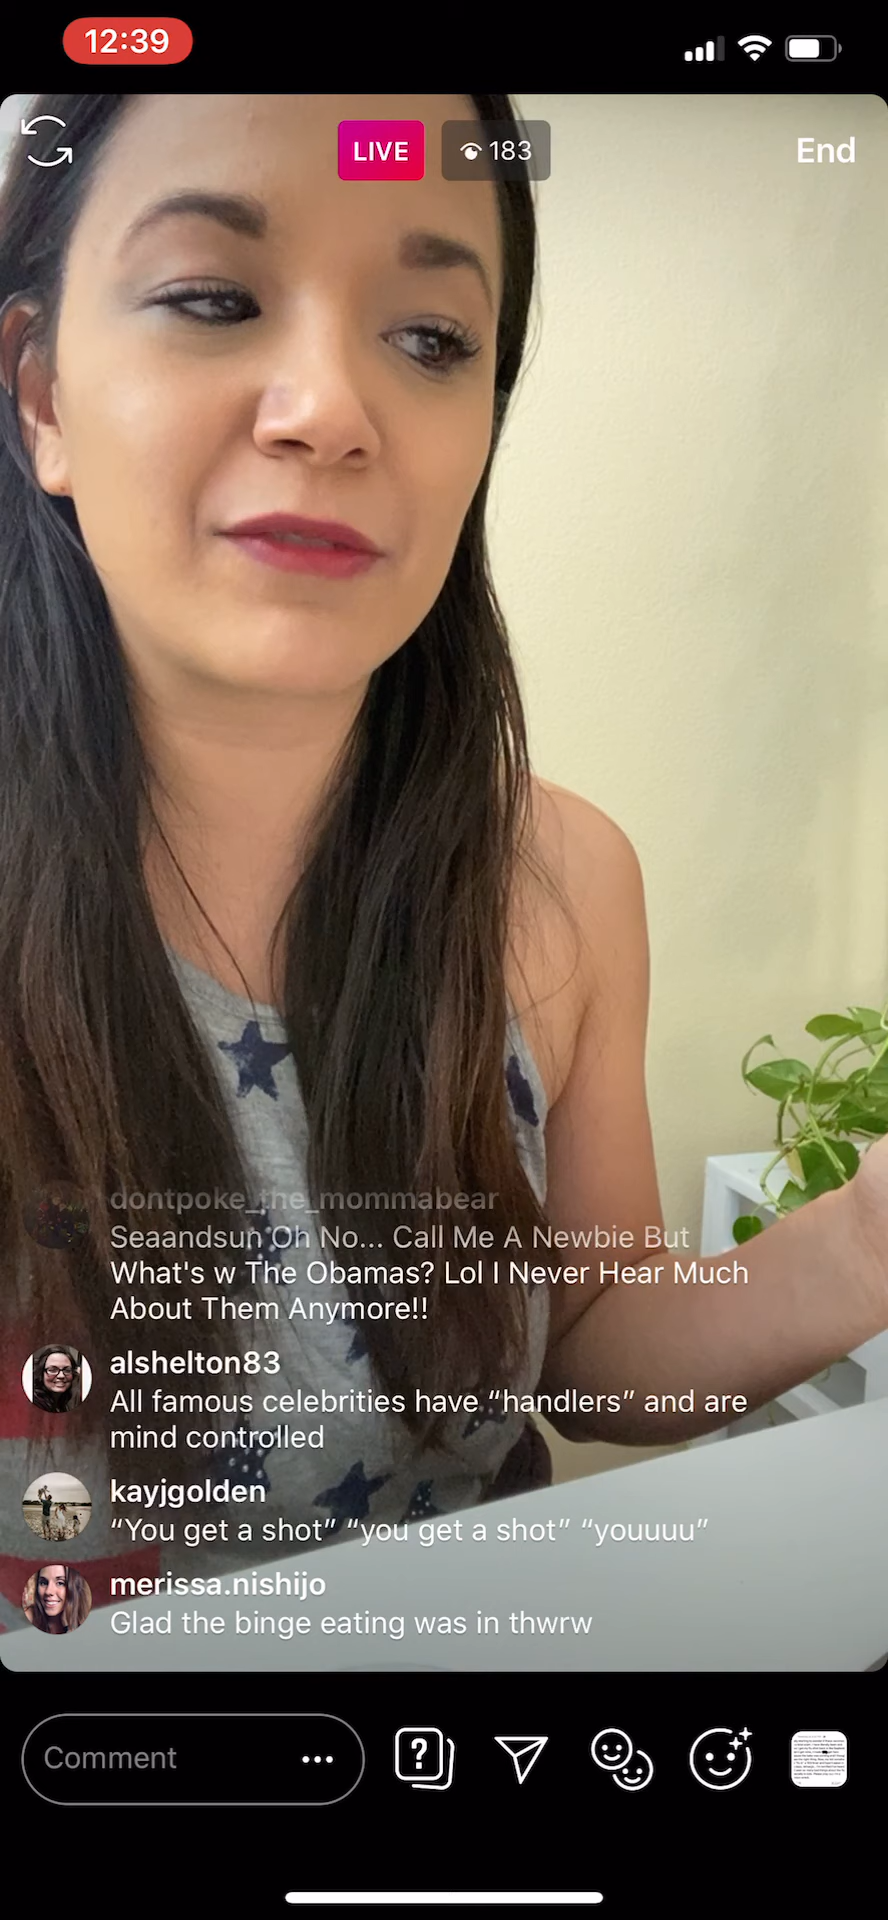 12:39
LIVE
183
End
dontpoke_the_mommabear
Seaandsun Oh No... Call Me A Newbie But
What's w The Obamas? Lol I Never Hear Much
About Them Anymore!!
alshelton83
All famous celebrities have “handlers” and are
mind controlled
kayjgolden
“You get a shot” “you get a shot” “youuuu”
merissa.nishijo
Glad the binge eating was in thwrw
Comment
?